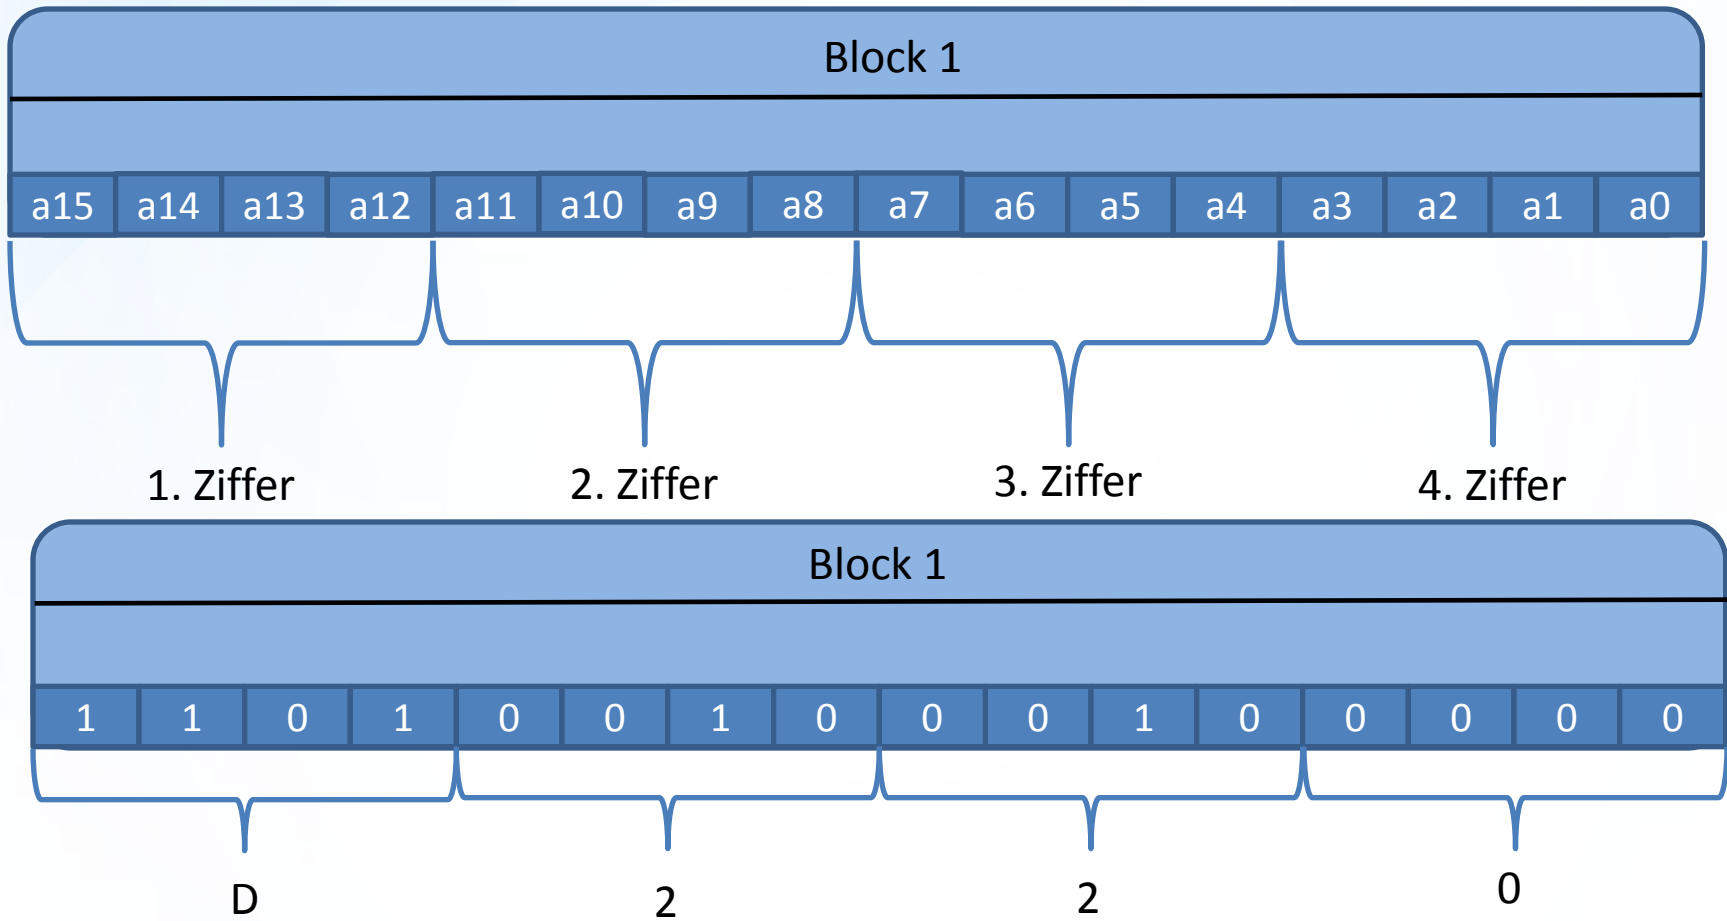 Block 1
a15 a14 a13 a12 a11 a10 a9 a8 a7 a6 a5 a4 a3 a2 a1 a0
1. Ziffer 2. Ziffer 3. Ziffer 4. Ziffer
Block 1
1 1 0 1 0 0 1 0 0 0 1 0 0 0 0 0
D 2 2 0